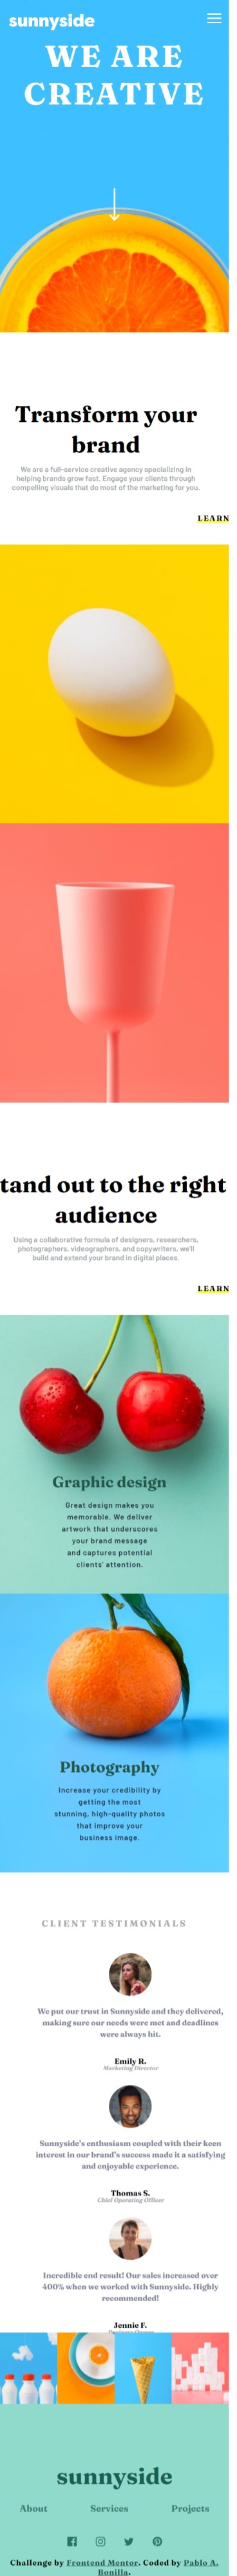 sunnyside
WE ARE
CREATIVE
Transform your
brand
We are a full-service creative agency specializing in
helping brands grow fast. Engage your clients through
compelling visuals that do most of the marketing for you.
LEARN
tand out to the right
audience
Using a collaborative formula of designers, researchers,
photographers, videographers, and copywriters, we'll
build and extend your brand in digital places.
LEARN
Graphic design
Great design makes you
memorable. We deliver
artwork that underscores
your brand message
and captures potential
clients' attention.
Photography
Increase your credibility by
getting the most
stunning, high-quality photos
that improve your
business image.
CLIENT TESTIMONIALS
We put our trust in Sunnyside and they delivered,
making sure our needs were met and deadlines
were always hit.
Emily R.
Marketing Director
Sunnyside's enthusiasm coupled with their keen
interest in our brand's success made it a satisfying
and enjoyable experience.
Thomas S.
Chief Operating Officer
Incredible end result! Our sales increased over
400% when we worked with Sunnyside. Highly
recommended!
Jennie F.
sunnyside
About Services Projects
Challenge by Frontend Mentor. Coded by Pablo A.
Bonilla.